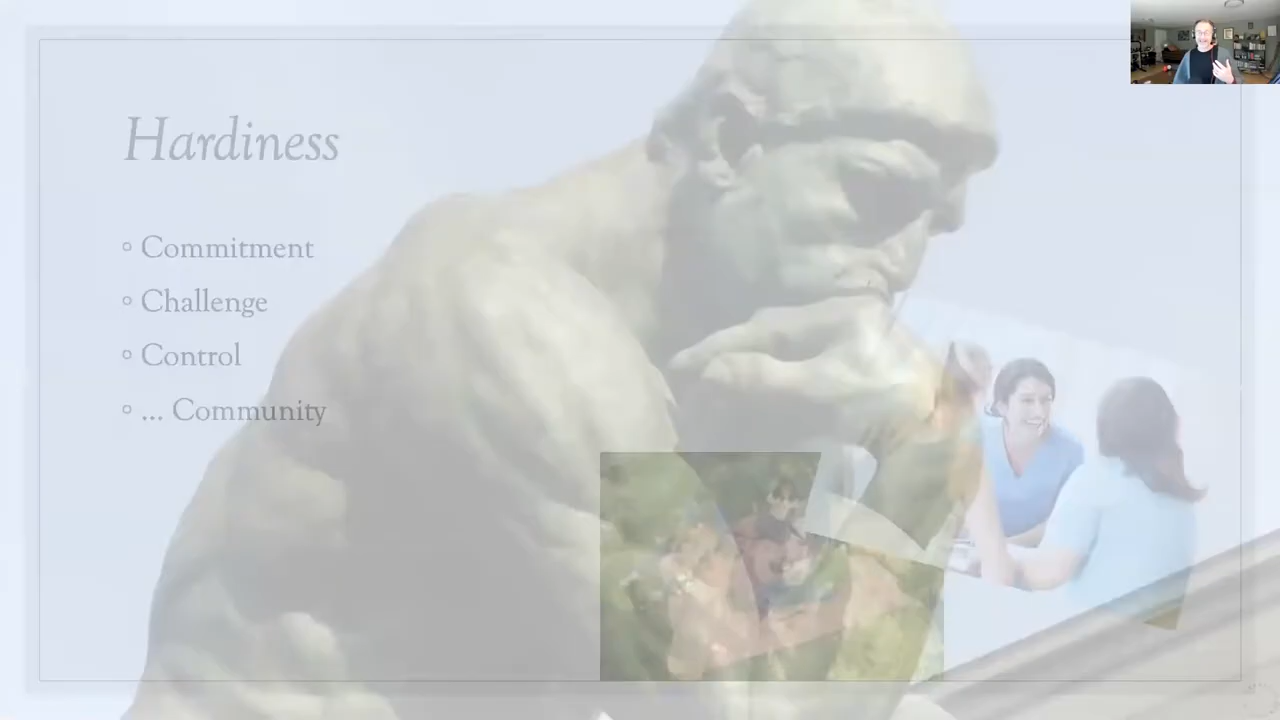 Hardiness
Commitment
Challenge
Control
... Community